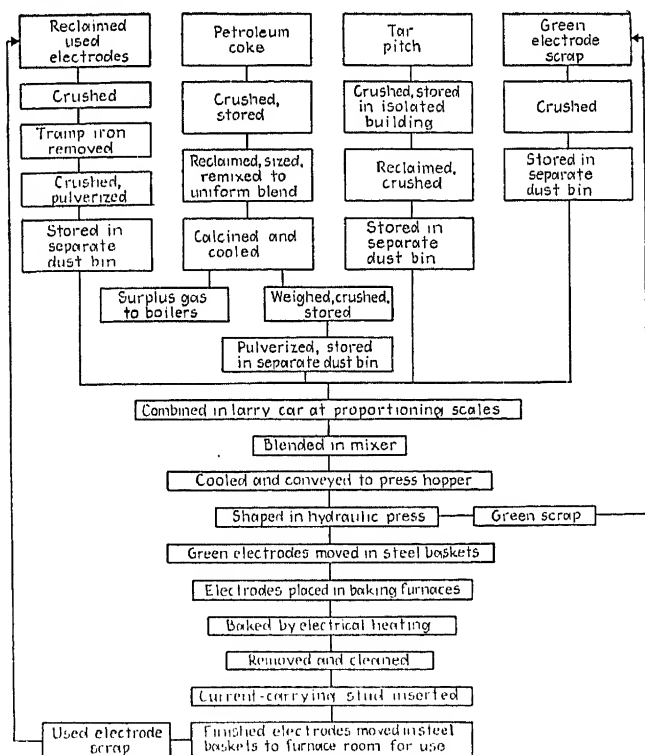 Reclaimed
used
electrodes
Petroleum
coke
Tar
pitch
Green
electrode
scrap
Crushed
Crushed,
stored
Crushed, stored
in isolated
building
Crushed
Tramp iron
removed
Reclaimed, sized,
remixed to
uniform blend
Reclaimed,
crushed
Stored in
separate
dust bin
Crushed,
pulverized
Stored in
separate
dust bin
Calcined and
cooled
Stored in
separate
dust bin
Surplus gas
to boilers
Weighed, crushed,
stored
Pulverized, stored
in separate dust bin
Combined in larry car at proportioning scales
Blended in mixer
Cooled and conveyed to press hopper
Shaped in hydraulic press
Green scrap
Green electrodes moved in steel baskets
Electrodes placed in baking furnaces
Baked by electrical heating
Removed and cleaned
Current-carrying stud inserted
Used electrode
scrap
Finished electrodes moved in steel
baskets to furnace room for use